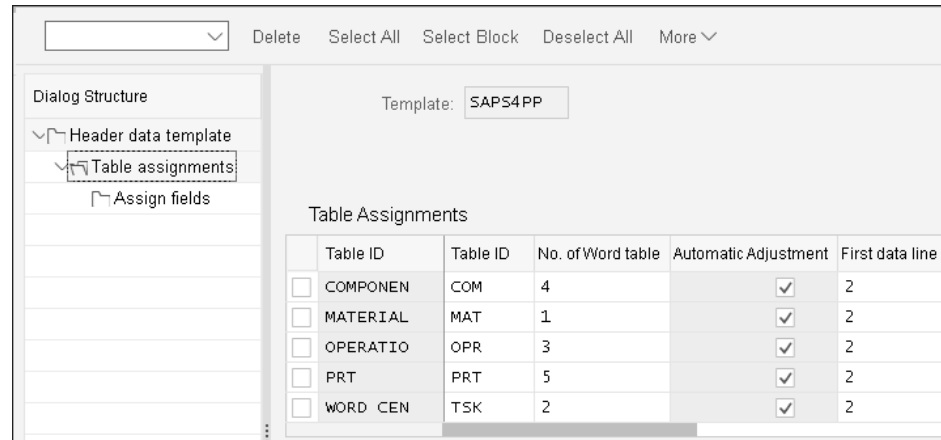 Delete Select All Select Block Deselect All More
Dialog Structure
Header data template
Table assignments
Assign fields
Template: SAPS4PP
Table Assignments
Table ID Table ID No. of Word table Automatic Adjustment First data line
COMPONEN COM 4 2
MATERIAL MAT 1 2
OPERATIO OPR 3 2
PRT PRT 5 2
WORD CEN TSK 2 2